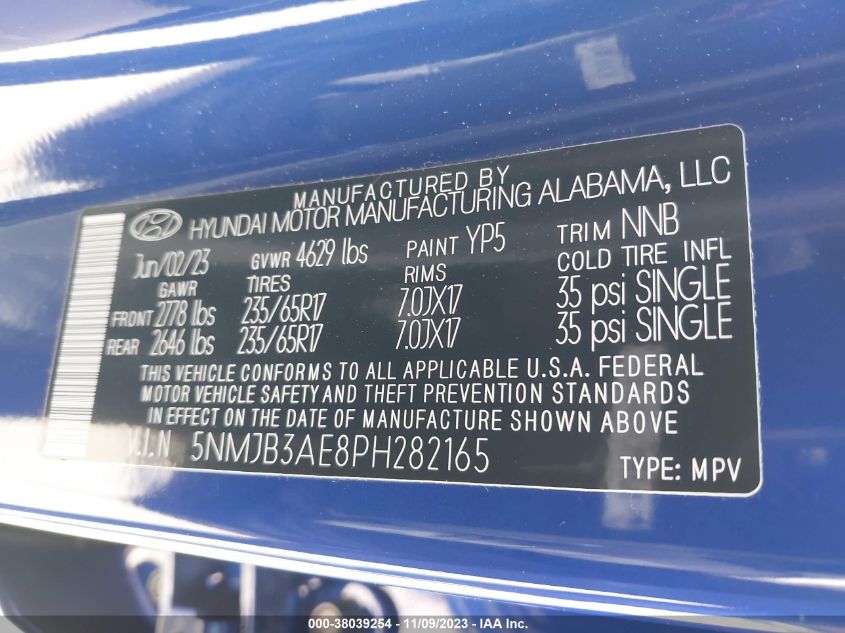 MANUFACTURED BY
HYUNDAI MOTOR MANUFACTURING ALABAMA, LLC
Jun/02/23 GVWR 4629 lbs PAINT YP5 TRIM NNB
GAWR TIRES RIMS COLD TIRE INFL
FRONT 2778 lbs 235/65R17 7.0JX17 35 psi SINGLE
REAR 2646 lbs 235/65R17 7.0JX17 35 psi SINGLE
THIS VEHICLE CONFORMS TO ALL APPLICABLE U.S.A. FEDERAL
MOTOR VEHICLE SAFETY AND THEFT PREVENTION STANDARDS
IN EFFECT ON THE DATE OF MANUFACTURE SHOWN ABOVE
V.I.N 5NMJB3AE8PH282165
TYPE: MPV
000-38039254 - 11/09/2023 - IAA Inc.